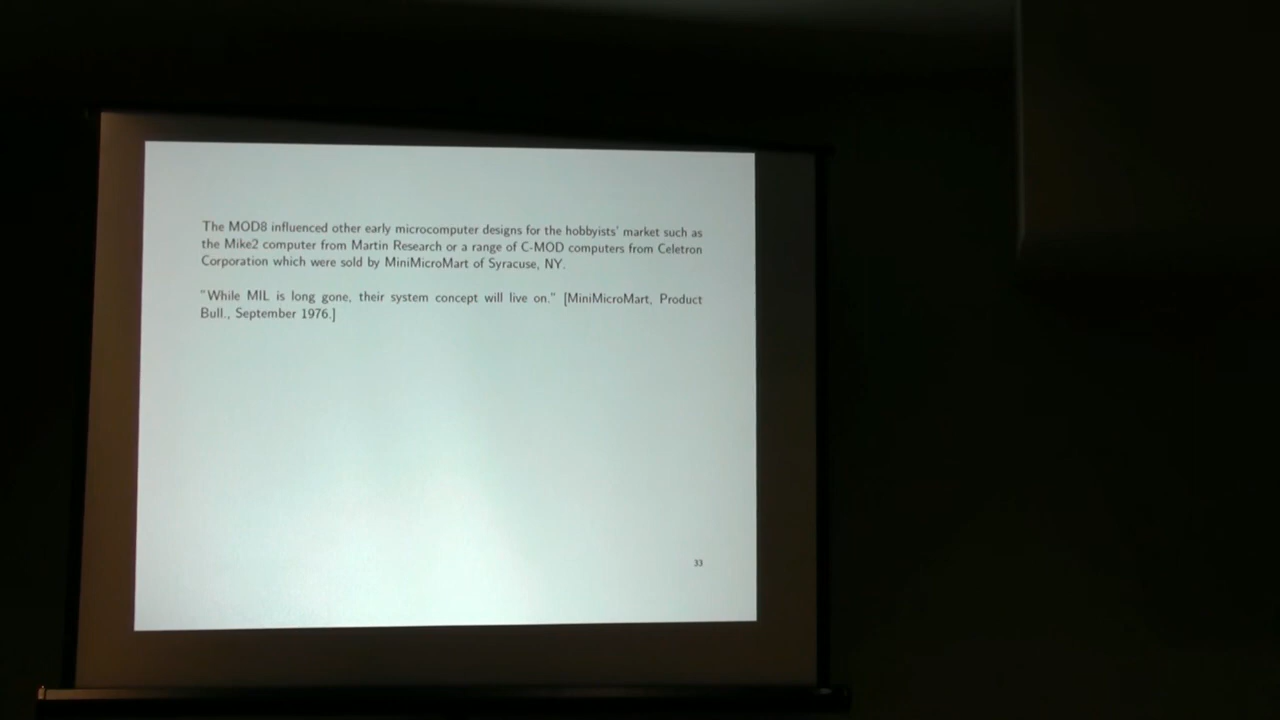 The MOD8 influenced other early microcomputer designs for the hobbyists' market such as
the Mike2 computer from Martin Research or a range of C-MOD computers from Celetron
Corporation which were sold by MiniMicroMart of Syracuse, NY.
"While MIL is long gone, their system concept will live on." [MiniMicroMart, Product
Bull., September 1976.]
33